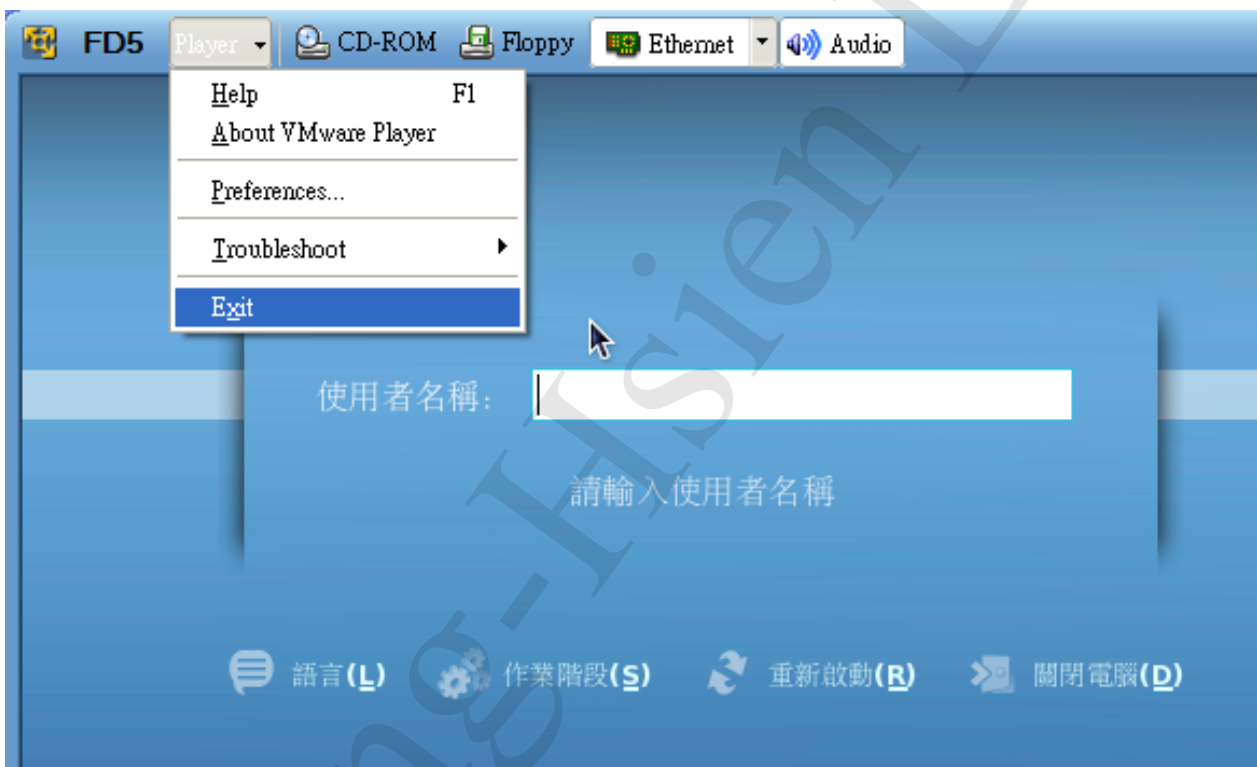 FD5 Player CD-ROM Floppy Ethernet Audio
Help F1
About VMware Player
Preferences...
Troubleshoot
Exit
使用者名稱:
請輸入使用者名稱
語言(L) 作業階段(S) 重新啟動(R) 關閉電腦(D)
ng-Hsien